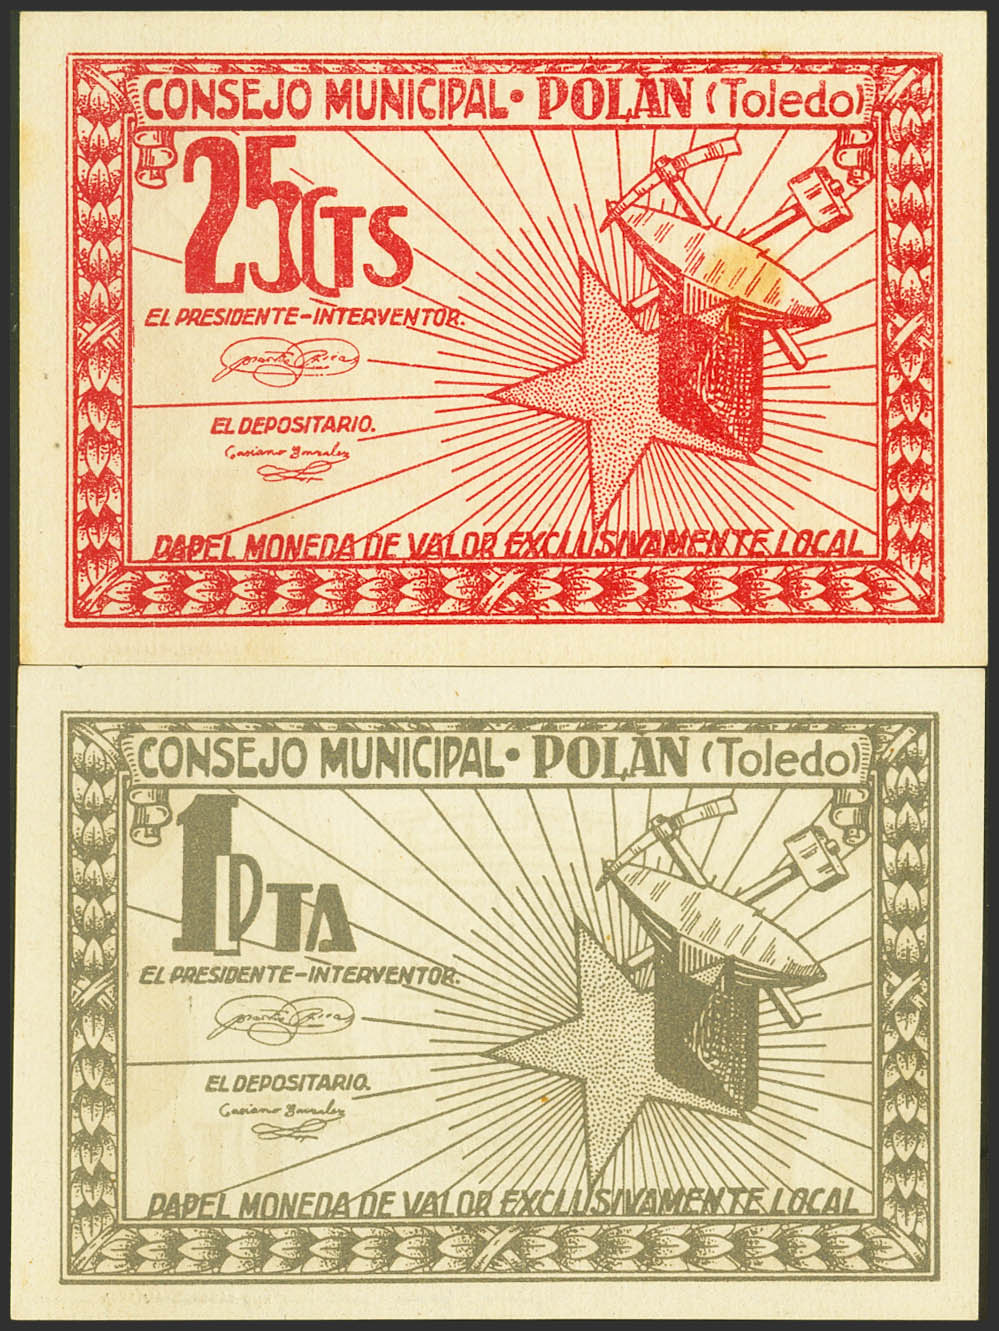 CONSEJO MUNICIPAL • POLÁN (Toledo)
25 CTS
EL PRESIDENTE-INTERVENTOR.
EL DEPOSITARIO.
Casiano Gonzalez
PAPEL MONEDA DE VALOR EXCLUSIVAMENTE LOCAL
CONSEJO MUNICIPAL • POLÁN (Toledo)
1 PTA
EL PRESIDENTE-INTERVENTOR.
EL DEPOSITARIO.
Casiano Gonzalez
PAPEL MONEDA DE VALOR EXCLUSIVAMENTE LOCAL